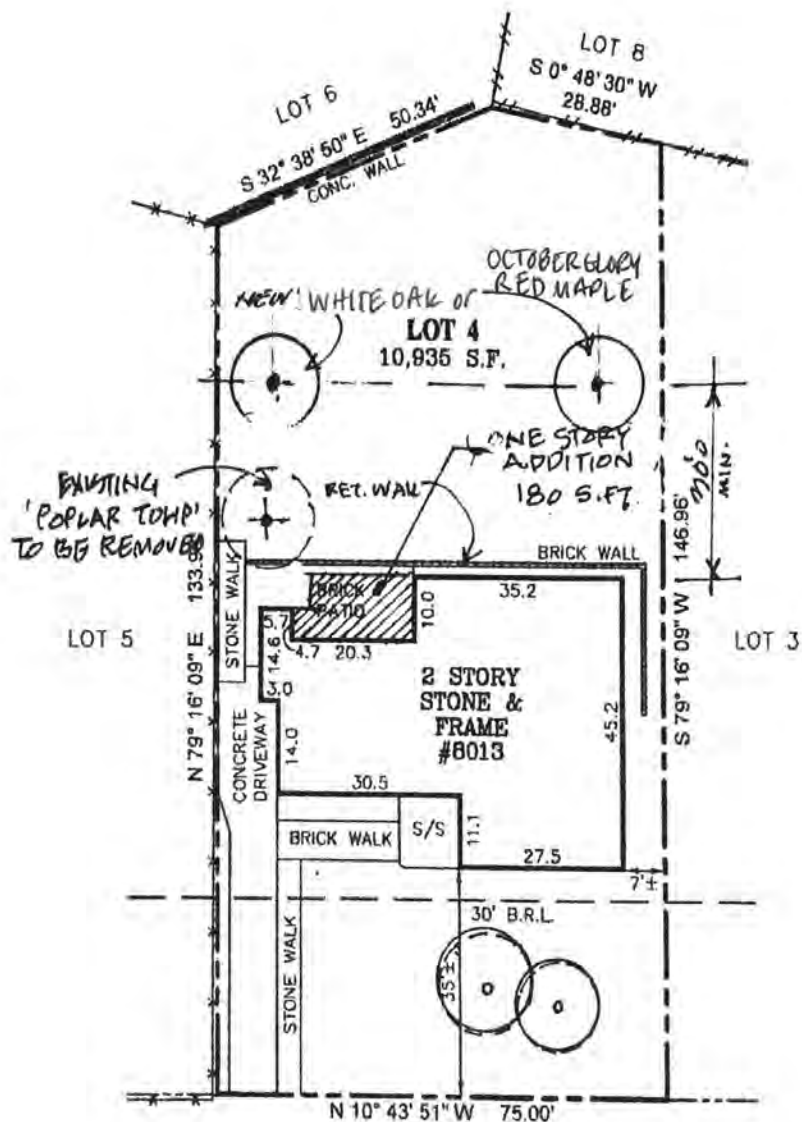 LOT 8
S 0° 48' 30" W
28.88'
LOT 6
S 32° 38' 50" E 50.34'
CONC. WALL
OCTOBER GLORY
RED MAPLE
NEW: WHITE OAK or
LOT 4
10,935 S.F.
ONE STORY
ADDITION
180 S.FT.
EXISTING
'POPLAR TULIP'
TO BE REMOVED
RET. WALL
MIN.
BRICK WALL
146.96'
S 79° 16' 09" W
LOT 3
LOT 5
N 79° 16' 09" E
STONE WALK
BRICK
PATIO
35.2
10.0
5.7
14.6
4.7
20.3
3.0
14.0
2 STORY
STONE &
FRAME
#8013
45.2
CONCRETE
DRIVEWAY
30.5
S/S
11.1
BRICK WALK
27.5
7'±
30' B.R.L.
35'±
STONE WALK
N 10° 43' 51" W 75.00'